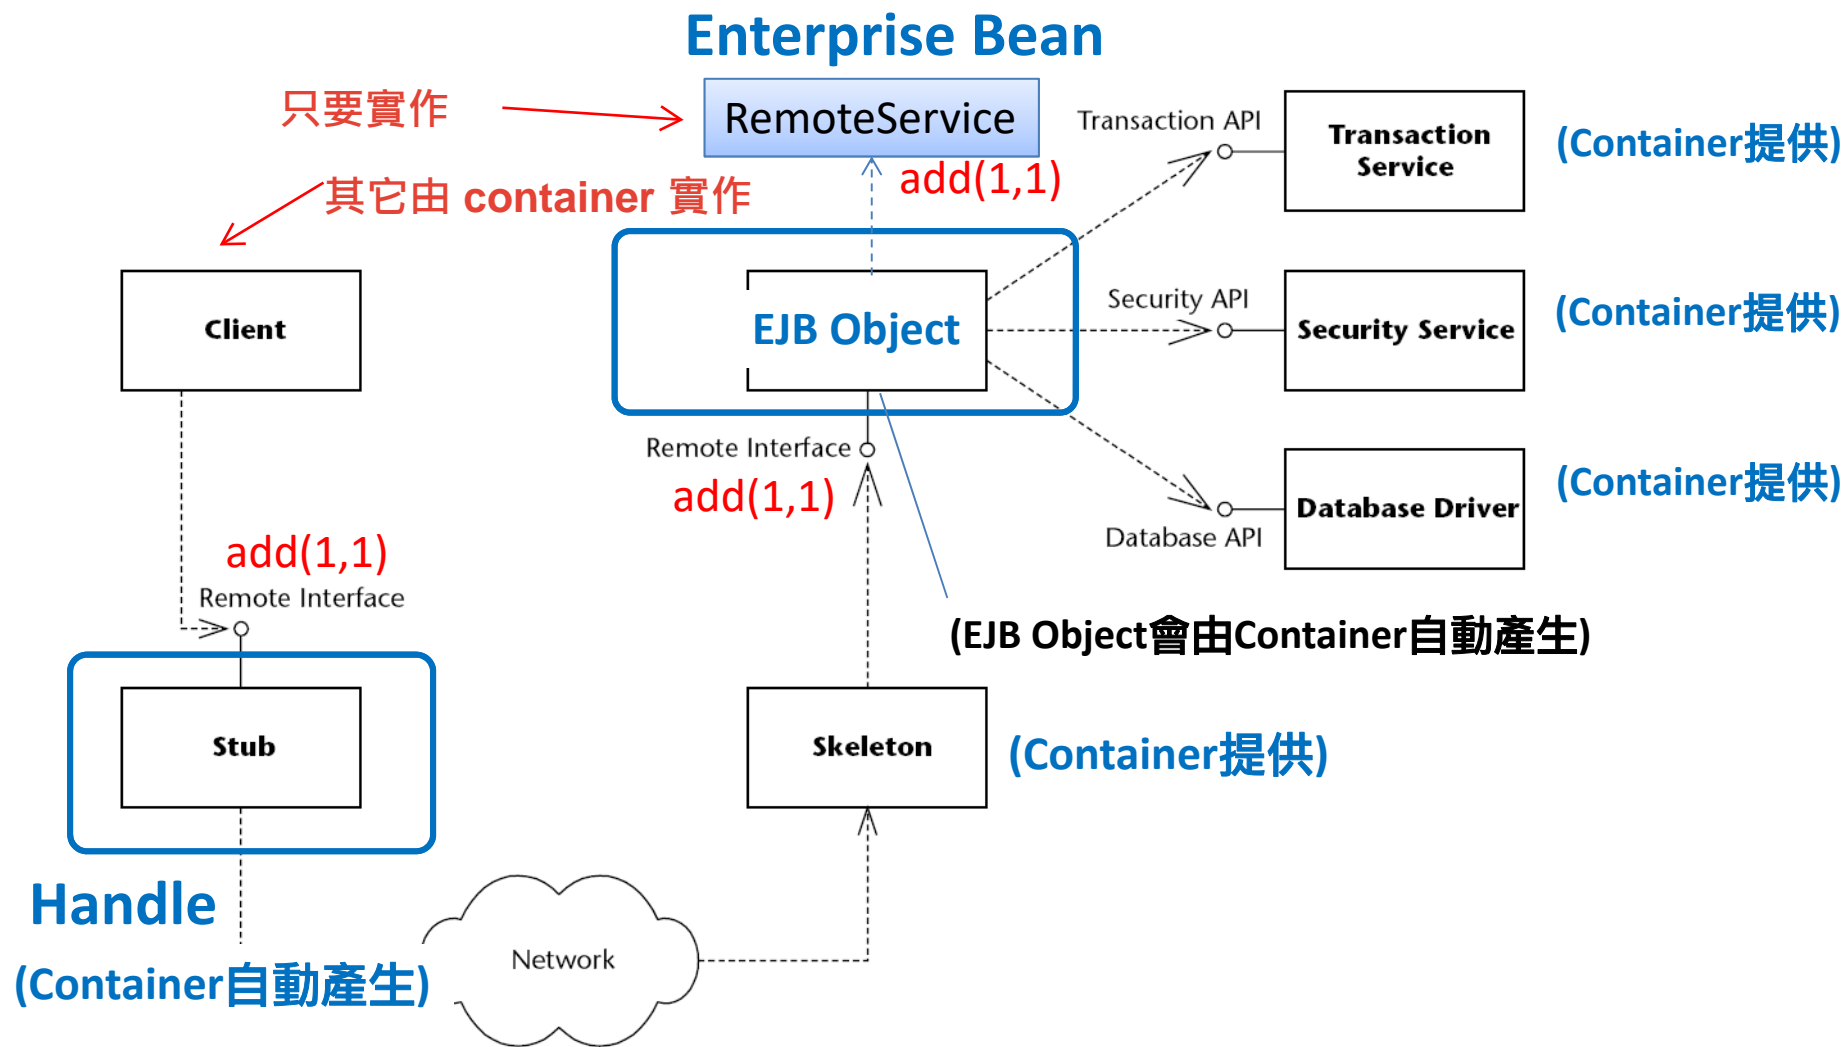 Enterprise Bean
只要實作
RemoteService
Transaction API
Transaction
Service
(Container提供)
其它由 container 實作
add(1,1)
Client
EJB Object
Security API
Security Service
(Container提供)
Remote Interface
add(1,1)
Database Driver
(Container提供)
Database API
add(1,1)
Remote Interface
(EJB Object會由Container自動產生)
Stub
Skeleton
(Container提供)
Handle
(Container自動產生)
Network